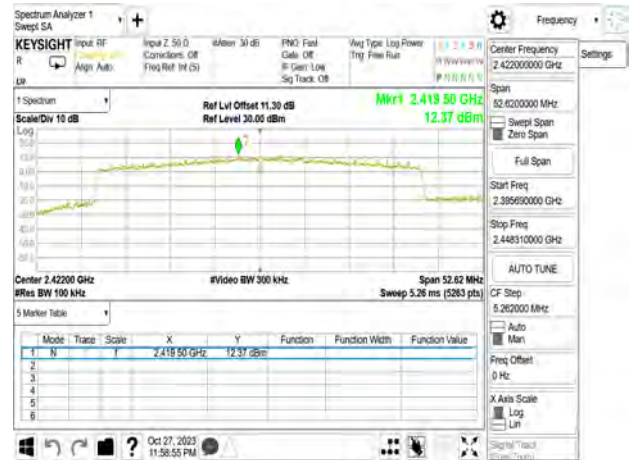 Spectrum Analyzer 1
Swept SA
Frequency
KEYSIGHT
Input: RF
Input Z: 50 Ω
#Atten: 30 dB
PNO: Fast
Avg Type: Log-Power
R
Corrections: Off
Gate: Off
Trig: Free Run
Align: Auto
Freq Ref: Int (S)
IF Gain: Low
Sig Track: Off
Center Frequency
2.422000000 GHz
Settings
Span
52.6200000 MHz
Swept Span
Zero Span
Full Span
Start Freq
2.395690000 GHz
Stop Freq
2.448310000 GHz
AUTO TUNE
CF Step
5.262000 MHz
Auto
Man
Freq Offset
0 Hz
X Axis Scale
Log
Lin
Signal Track
1 Spectrum
Scale/Div 10 dB
Ref Lvl Offset 11.30 dB
Ref Level 30.00 dBm
Mkr1 2.419 50 GHz
12.37 dBm
Log
Center 2.42200 GHz
#Res BW 100 kHz
#Video BW 300 kHz
Span 52.62 MHz
Sweep 5.26 ms (5263 pts)
5 Marker Table
Mode Trace Scale X Y Function Function Width Function Value
1 N f 2.419 50 GHz 12.37 dBm
2
3
4
5
6
?
Oct 27, 2023
11:58:55 PM